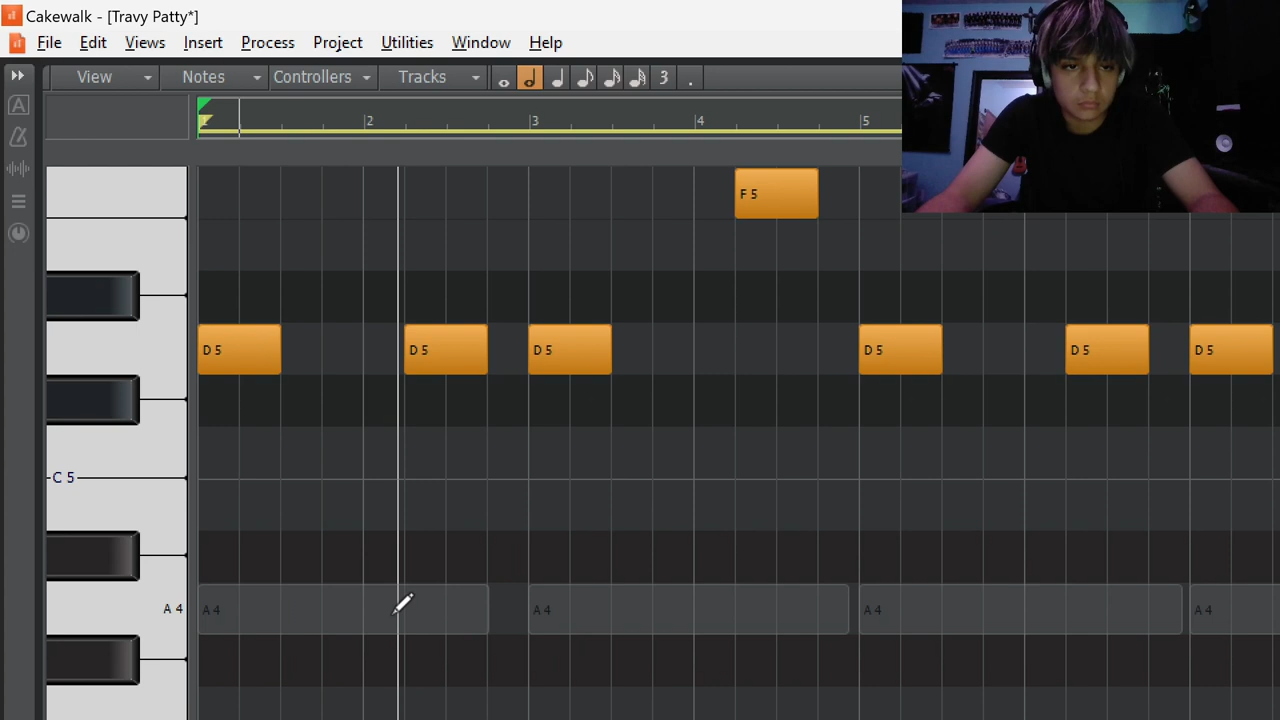 Cakewalk - [Travy Patty*]
File Edit Views Insert Process Project Utilities Window Help
View Notes Controllers Tracks 3 .
1 2 3 4 5
F 5
D 5 D 5 D 5 D 5 D 5 D 5
C 5
A 4 A 4 A 4 A 4 A 4